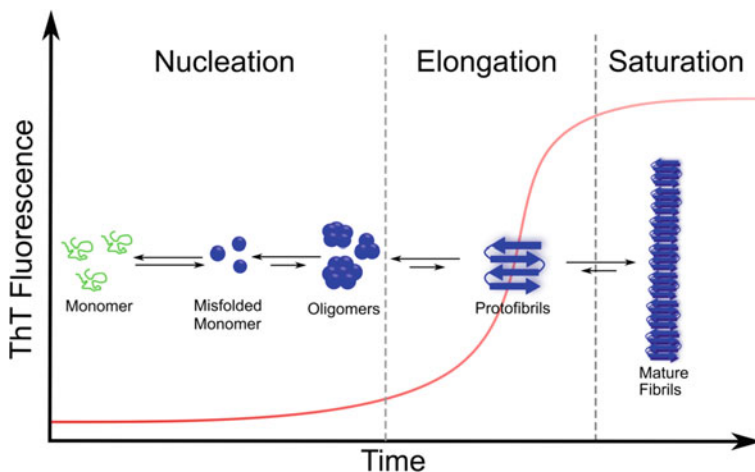 Nucleation
Elongation
Saturation
ThT Fluorescence
Monomer
Misfolded
Monomer
Oligomers
Protofibrils
Mature
Fibrils
Time